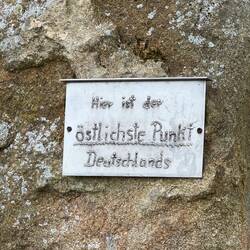 Hier ist der
östlichste Punkt
Deutschlands